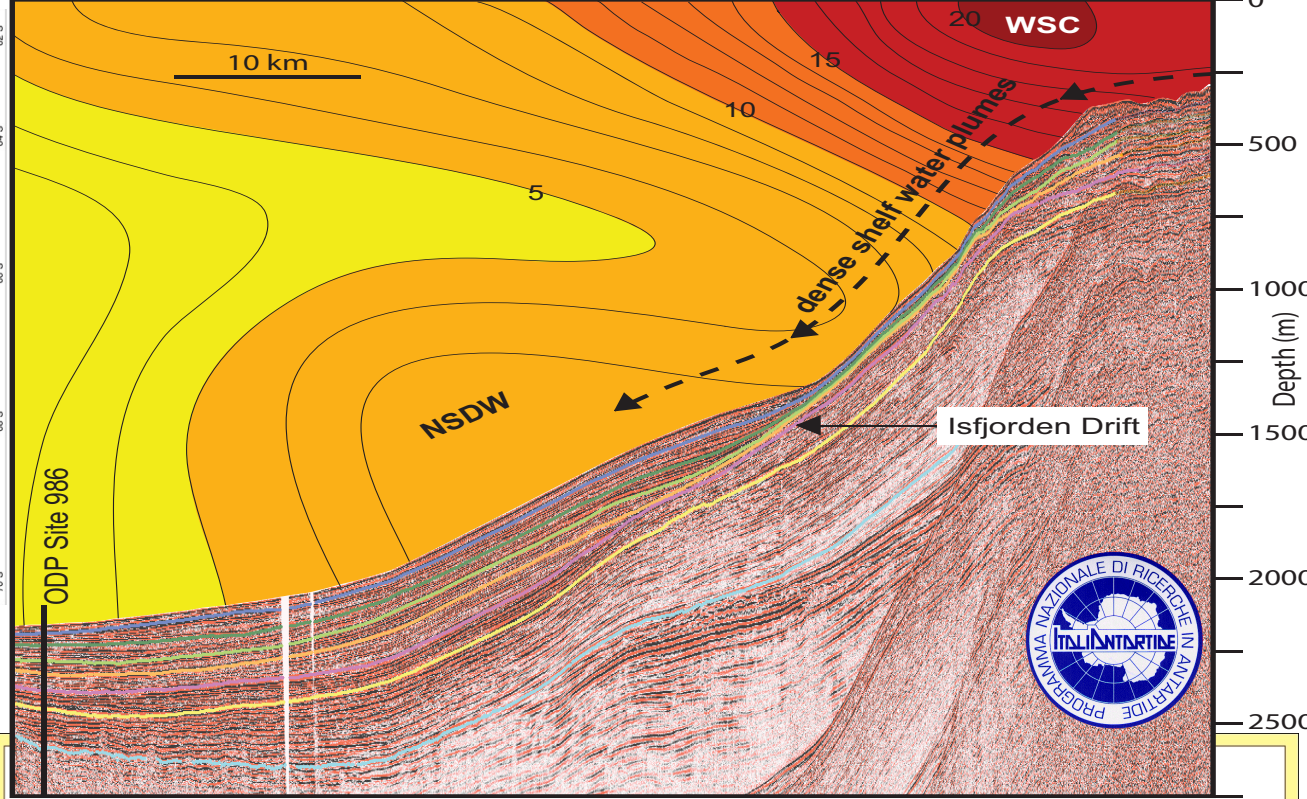 0
20
WSC
10 km
15
10
dense shelf water plumes
500
5
1000
Depth (m)
NSDW
Isfjorden Drift
1500
ODP Site 986
2000
PROGRAMMA NAZIONALE DI RICERCHE IN ANTARTIDE
ITALIANTARTIDE
2500